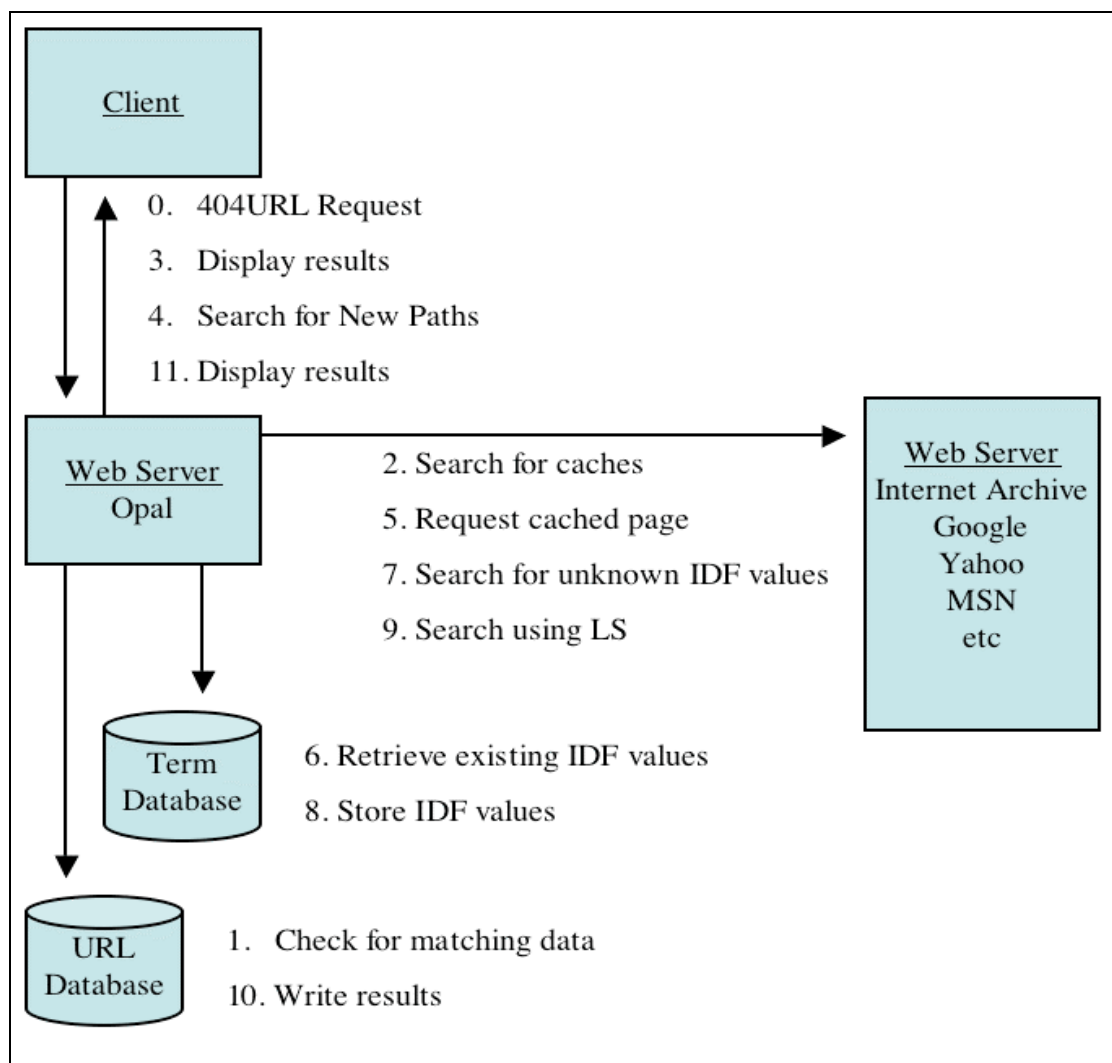 Client
0. 404URL Request
3. Display results
4. Search for New Paths
11. Display results
Web Server
Opal
2. Search for caches
5. Request cached page
7. Search for unknown IDF values
9. Search using LS
Web Server
Internet Archive
Google
Yahoo
MSN
etc
Term
Database
6. Retrieve existing IDF values
8. Store IDF values
URL
Database
1. Check for matching data
10. Write results